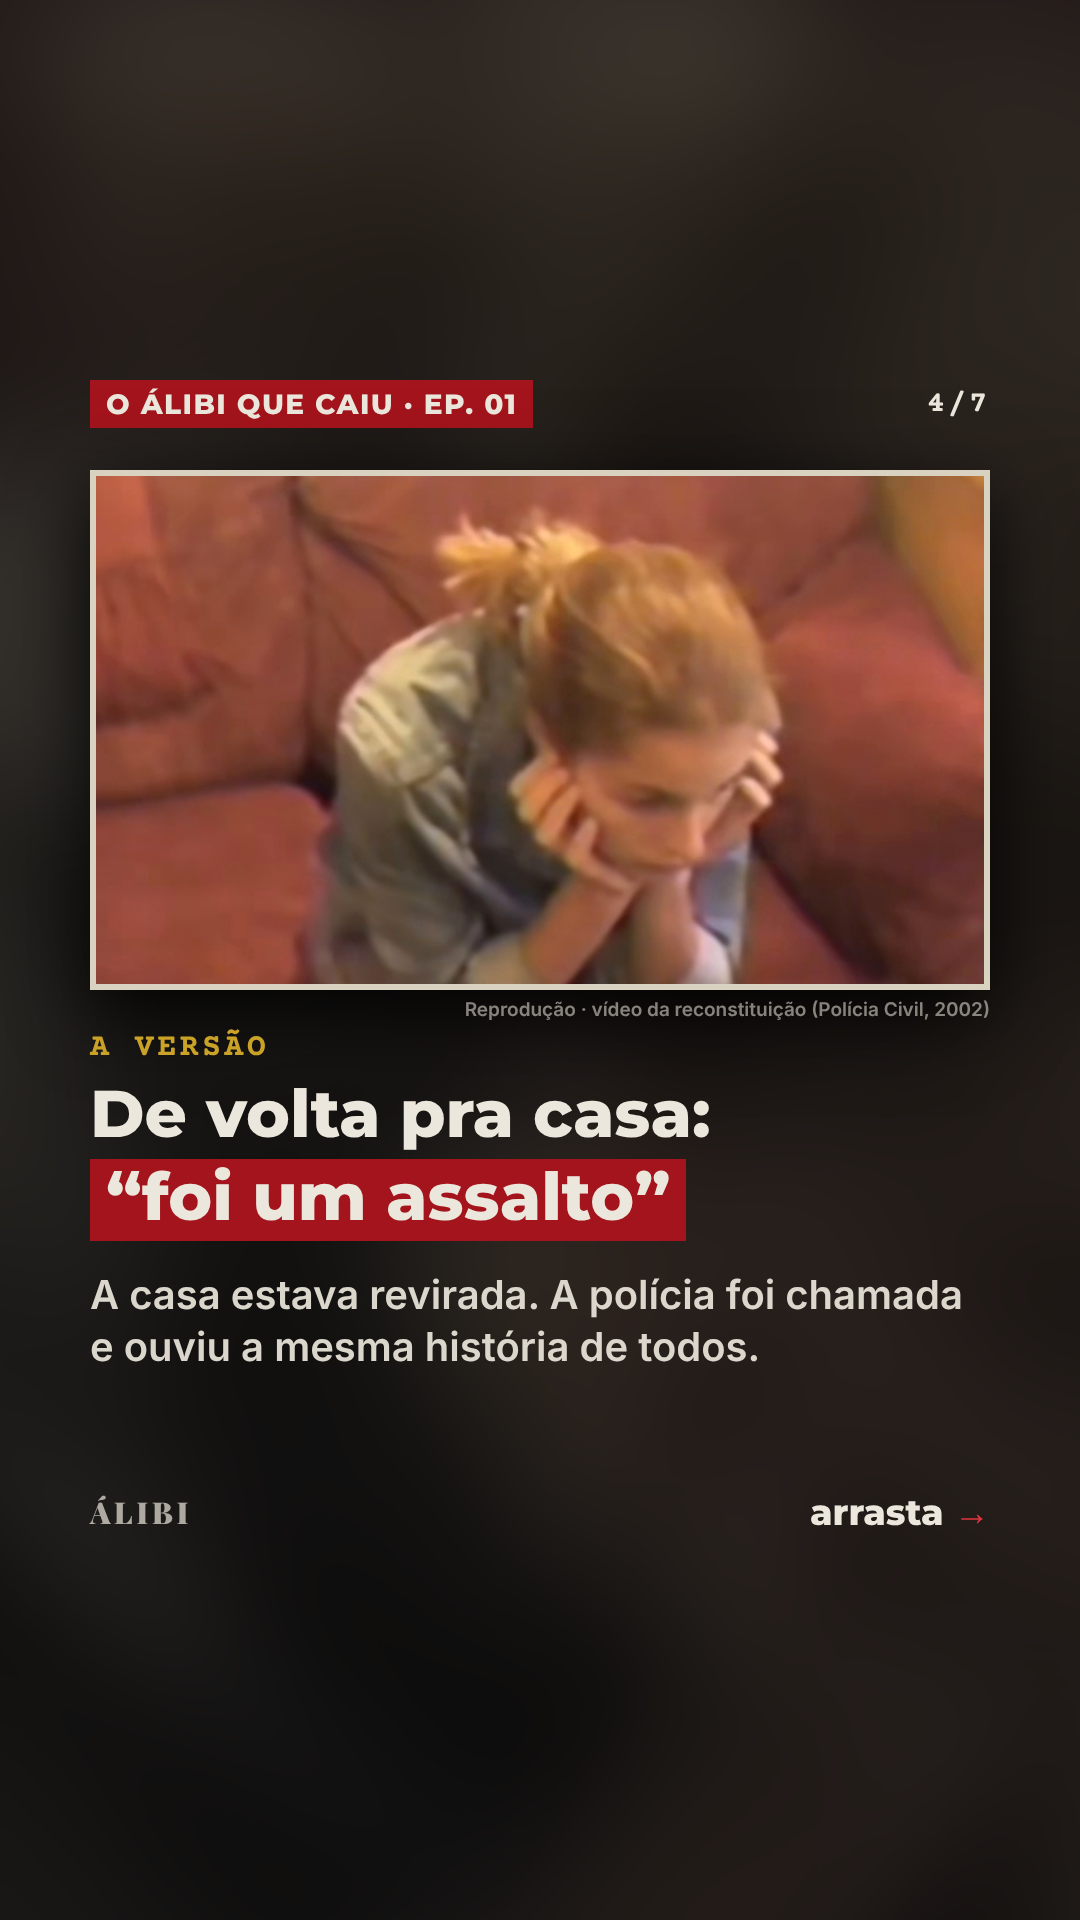 O ÁLIBI QUE CAIU · EP. 01
4/7
Reprodução · vídeo da reconstituição (Polícia Civil, 2002)
A VERSÃO
De volta pra casa:
“foi um assalto”
A casa estava revirada. A polícia foi chamada
e ouviu a mesma história de todos.
ÁLIBI
arrasta →